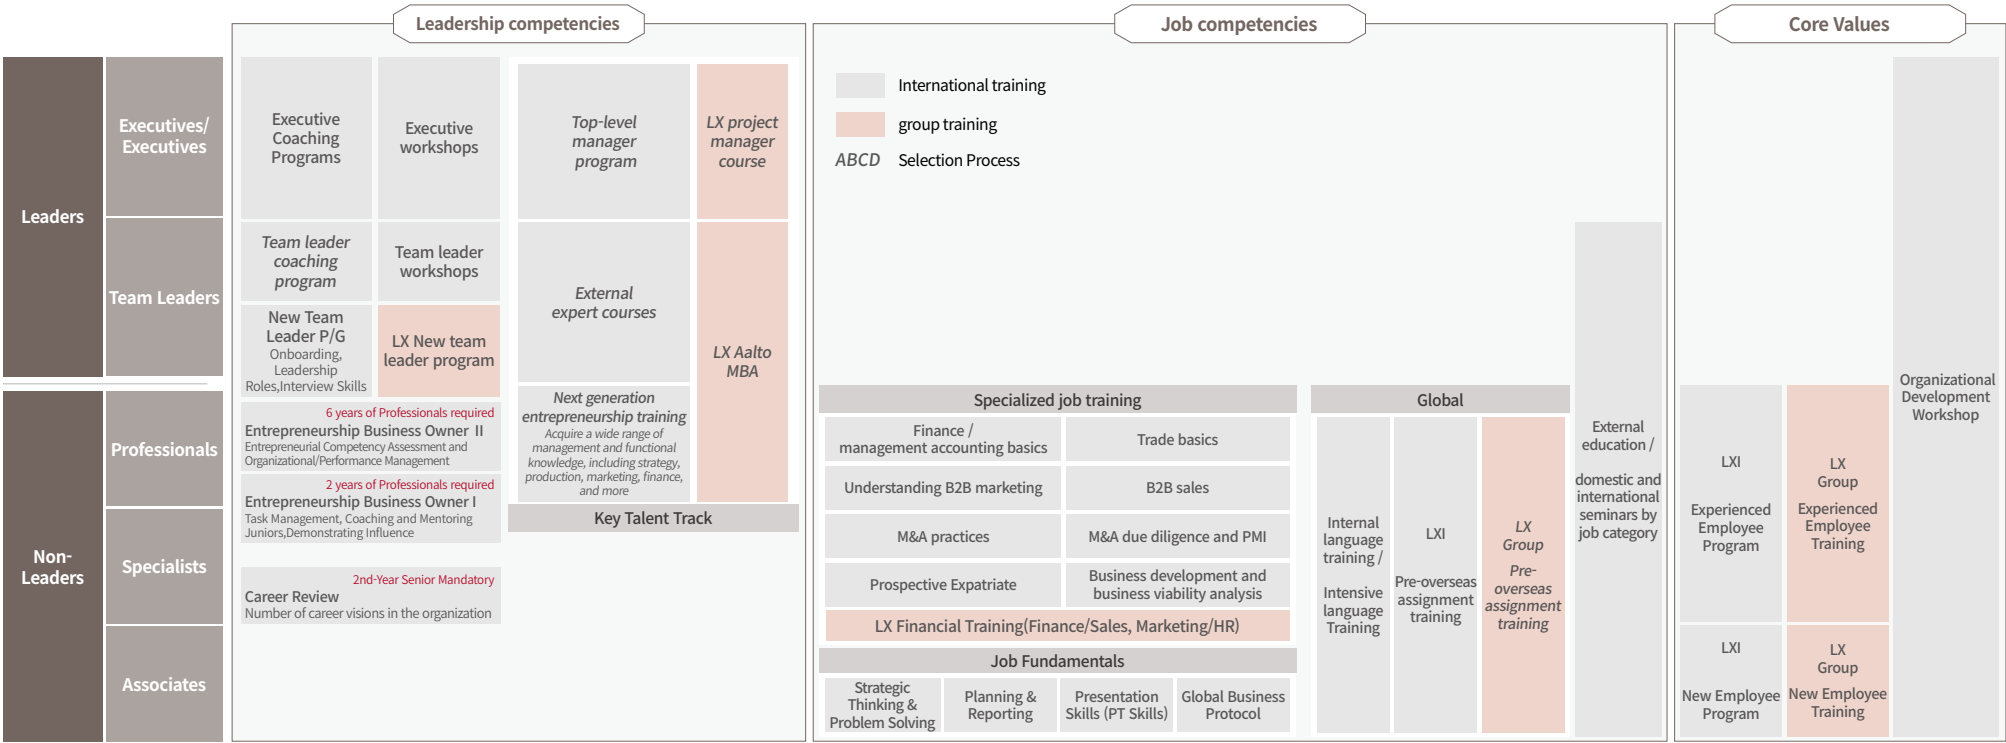 Leadership competencies
Job competencies
Core Values
Leaders
Executives/
Executives
Team Leaders
Non-
Leaders
Professionals
Specialists
Associates
Executive
Coaching
Programs
Executive
workshops
Top-level
manager
program
LX project
manager
course
Team leader
coaching
program
Team leader
workshops
External
expert courses
LX Aalto
MBA
New Team
Leader P/G
Onboarding,
Leadership
Roles,Interview Skills
LX New team
leader program
6 years of Professionals required
Entrepreneurship Business Owner II
Entrepreneurial Competency Assessment and
Organizational/Performance Management
2 years of Professionals required
Entrepreneurship Business Owner I
Task Management, Coaching and Mentoring
Juniors,Demonstrating Influence
2nd-Year Senior Mandatory
Career Review
Number of career visions in the organization
Next generation
entrepreneurship training
Acquire a wide range of
management and functional
knowledge, including strategy,
production, marketing, finance,
and more
Key Talent Track
International training
group training
ABCD Selection Process
Specialized job training
Finance /
management accounting basics
Trade basics
Understanding B2B marketing
B2B sales
M&A practices
M&A due diligence and PMI
Prospective Expatriate
Business development and
business viability analysis
LX Financial Training(Finance/Sales, Marketing/HR)
Job Fundamentals
Strategic
Thinking &
Problem Solving
Planning &
Reporting
Presentation
Skills (PT Skills)
Global Business
Protocol
Global
Internal
language
training /
Intensive
language
Training
LXI
Pre-overseas
assignment
training
LX
Group
Pre-
overseas
assignment
training
External
education /
domestic and
international
seminars by
job category
LXI
Experienced
Employee
Program
LX
Group
Experienced
Employee
Training
LXI
New Employee
Program
LX
Group
New Employee
Training
Organizational
Development
Workshop